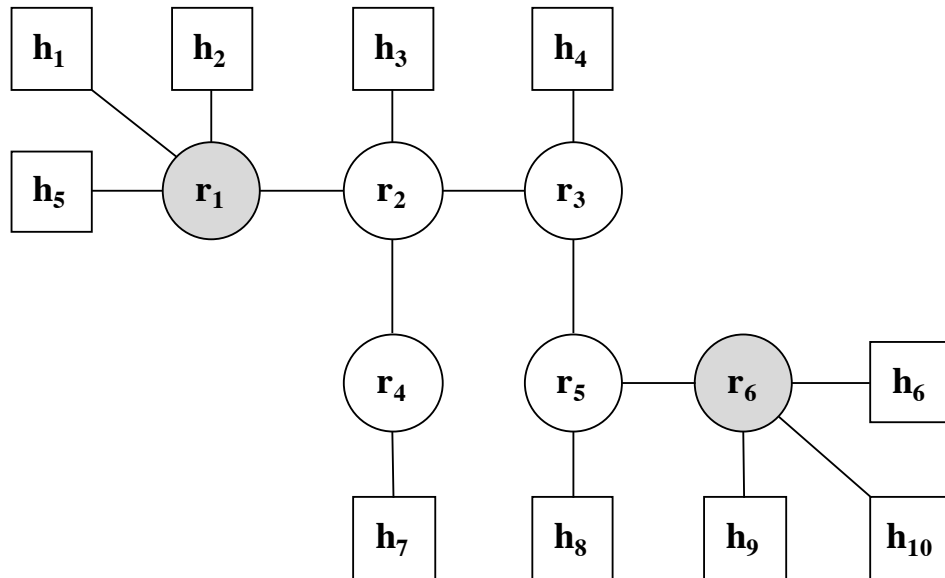 h₁ h₂ h₃ h₄
h₅ r₁ r₂ r₃
r₄ r₅ r₆ h₆
h₇ h₈ h₉ h₁₀